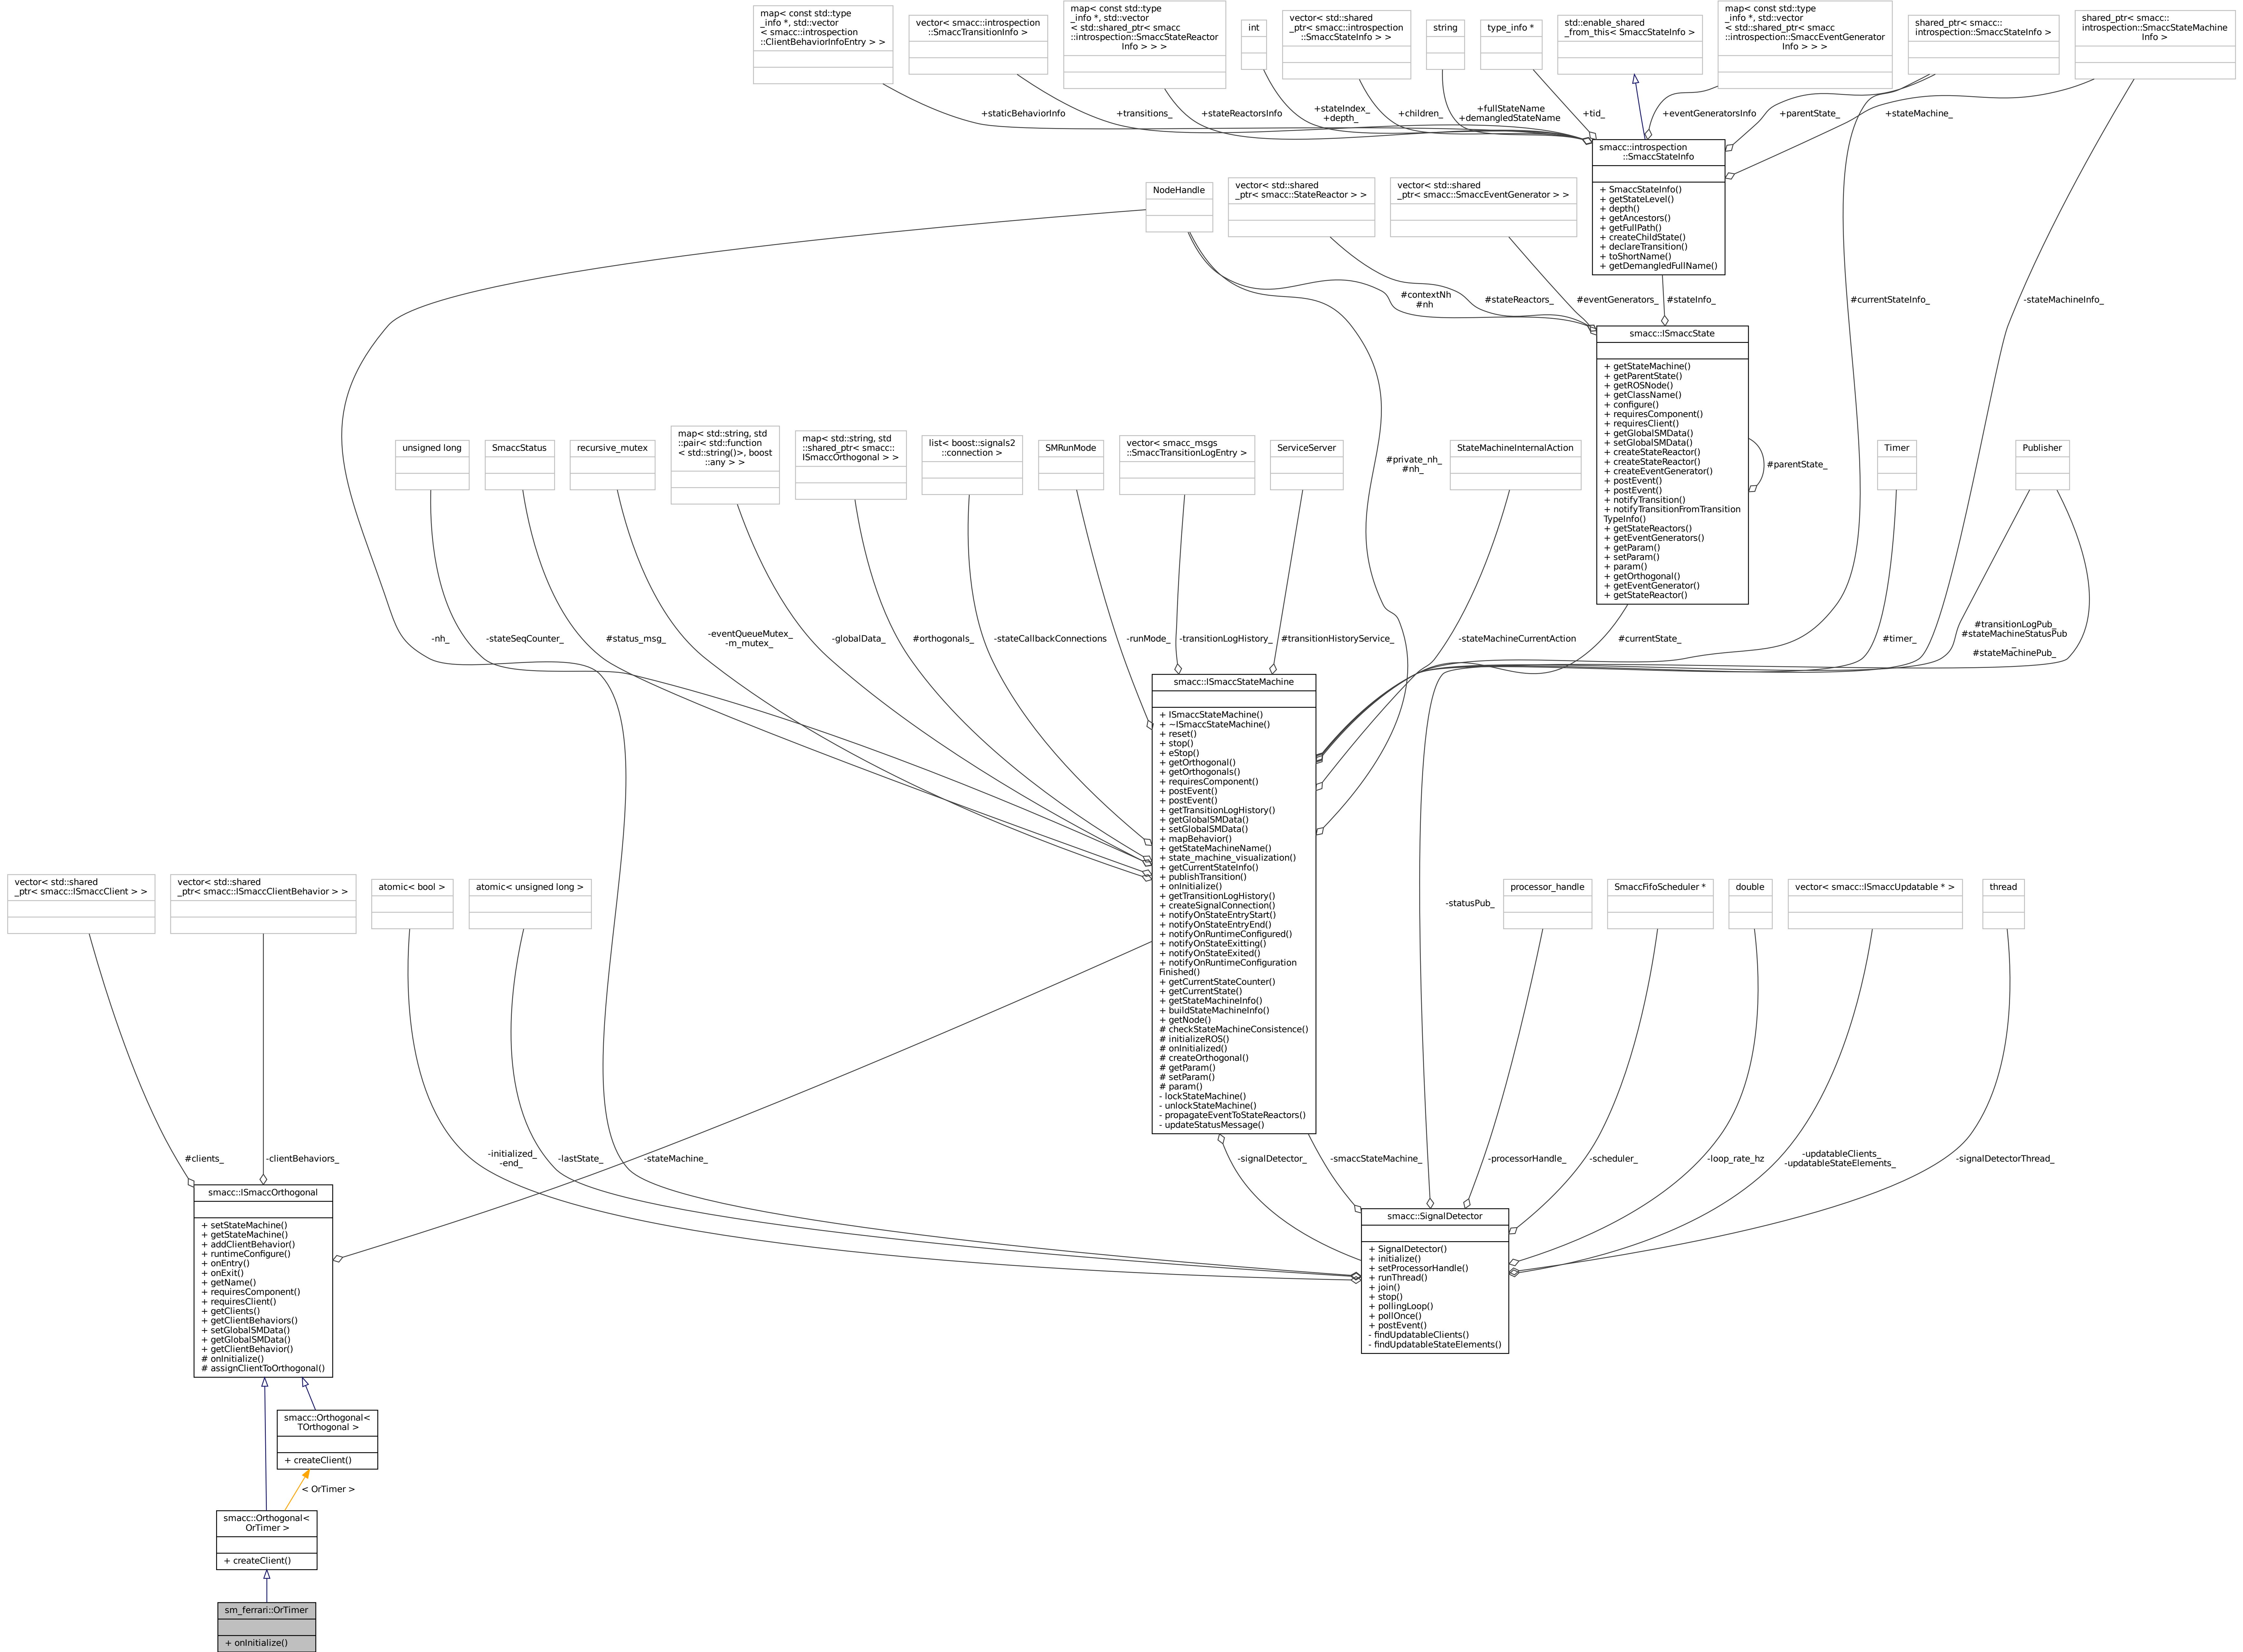 map< const std::type
_info *, std::vector
< smacc::introspection
::ClientBehaviorInfoEntry > >
vector< smacc::introspection
::SmaccTransitionInfo >
map< const std::type
_info *, std::vector
< std::shared_ptr< smacc
::introspection::SmaccStateReactor
Info > > >
int
vector< std::shared
_ptr< smacc::introspection
::SmaccStateInfo > >
string
type_info *
std::enable_shared
_from_this< SmaccStateInfo >
map< const std::type
_info *, std::vector
< std::shared_ptr< smacc
::introspection::SmaccEventGenerator
Info > > >
shared_ptr< smacc::
introspection::SmaccStateInfo >
shared_ptr< smacc::
introspection::SmaccStateMachine
Info >
+staticBehaviorInfo
+transitions_
+stateReactorsInfo
+stateIndex_
+depth_
+children_
+fullStateName
+demangledStateName
+tid_
+eventGeneratorsInfo
+parentState_
+stateMachine_
smacc::introspection
::SmaccStateInfo
+ SmaccStateInfo()
+ getStateLevel()
+ depth()
+ getAncestors()
+ getFullPath()
+ createChildState()
+ declareTransition()
+ toShortName()
+ getDemangledFullName()
NodeHandle
vector< std::shared
_ptr< smacc::StateReactor > >
vector< std::shared
_ptr< smacc::SmaccEventGenerator > >
#contextNh
#nh
#stateReactors_
#eventGenerators_
#stateInfo_
#currentStateInfo_
-stateMachineInfo_
smacc::ISmaccState
+ getStateMachine()
+ getParentState()
+ getROSNode()
+ getClassName()
+ configure()
+ requiresComponent()
+ requiresClient()
+ getGlobalSMData()
+ setGlobalSMData()
+ createStateReactor()
+ createStateReactor()
+ createEventGenerator()
+ postEvent()
+ postEvent()
+ notifyTransition()
+ notifyTransitionFromTransition
TypeInfo()
+ getStateReactors()
+ getEventGenerators()
+ getParam()
+ setParam()
+ param()
+ getOrthogonal()
+ getEventGenerator()
+ getStateReactor()
#parentState_
unsigned long
SmaccStatus
recursive_mutex
map< std::string, std
::pair< std::function
< std::string()>, boost
::any > >
map< std::string, std
::shared_ptr< smacc::
ISmaccOrthogonal > >
list< boost::signals2
::connection >
SMRunMode
vector< smacc_msgs
::SmaccTransitionLogEntry >
ServiceServer
#private_nh_
#nh_
StateMachineInternalAction
Timer
Publisher
-nh_
-stateSeqCounter_
#status_msg_
-eventQueueMutex_
-m_mutex_
-globalData_
#orthogonals_
-stateCallbackConnections
-runMode_
-transitionLogHistory_
#transitionHistoryService_
-stateMachineCurrentAction
#currentState_
#timer_
#transitionLogPub_
#stateMachineStatusPub
_
#stateMachinePub_
smacc::ISmaccStateMachine
+ ISmaccStateMachine()
+ ~ISmaccStateMachine()
+ reset()
+ stop()
+ eStop()
+ getOrthogonal()
+ getOrthogonals()
+ requiresComponent()
+ postEvent()
+ postEvent()
+ getTransitionLogHistory()
+ getGlobalSMData()
+ setGlobalSMData()
+ mapBehavior()
+ getStateMachineName()
+ state_machine_visualization()
+ getCurrentStateInfo()
+ publishTransition()
+ onInitialize()
+ getTransitionLogHistory()
+ createSignalConnection()
+ notifyOnStateEntryStart()
+ notifyOnStateEntryEnd()
+ notifyOnRuntimeConfigured()
+ notifyOnStateExitting()
+ notifyOnStateExited()
+ notifyOnRuntimeConfiguration
Finished()
+ getCurrentStateCounter()
+ getCurrentState()
+ getStateMachineInfo()
+ buildStateMachineInfo()
+ getNode()
# checkStateMachineConsistence()
# initializeROS()
# onInitialized()
# createOrthogonal()
# getParam()
# setParam()
# param()
- lockStateMachine()
- unlockStateMachine()
- propagateEventToStateReactors()
- updateStatusMessage()
vector< std::shared
_ptr< smacc::ISmaccClient > >
vector< std::shared
_ptr< smacc::ISmaccClientBehavior > >
atomic< bool >
atomic< unsigned long >
-statusPub_
processor_handle
SmaccFifoScheduler *
double
vector< smacc::ISmaccUpdatable * >
thread
#clients_
-clientBehaviors_
-initialized_
-end_
-lastState_
-stateMachine_
-signalDetector_
-smaccStateMachine_
-processorHandle_
-scheduler_
-loop_rate_hz
-updatableClients_
-updatableStateElements_
-signalDetectorThread_
smacc::ISmaccOrthogonal
+ setStateMachine()
+ getStateMachine()
+ addClientBehavior()
+ runtimeConfigure()
+ onEntry()
+ onExit()
+ getName()
+ requiresComponent()
+ requiresClient()
+ getClients()
+ getClientBehaviors()
+ setGlobalSMData()
+ getGlobalSMData()
+ getClientBehavior()
# onInitialize()
# assignClientToOrthogonal()
smacc::SignalDetector
+ SignalDetector()
+ initialize()
+ setProcessorHandle()
+ runThread()
+ join()
+ stop()
+ pollingLoop()
+ pollOnce()
+ postEvent()
- findUpdatableClients()
- findUpdatableStateElements()
smacc::Orthogonal<
TOrthogonal >
+ createClient()
< OrTimer >
smacc::Orthogonal<
OrTimer >
+ createClient()
sm_ferrari::OrTimer
+ onInitialize()